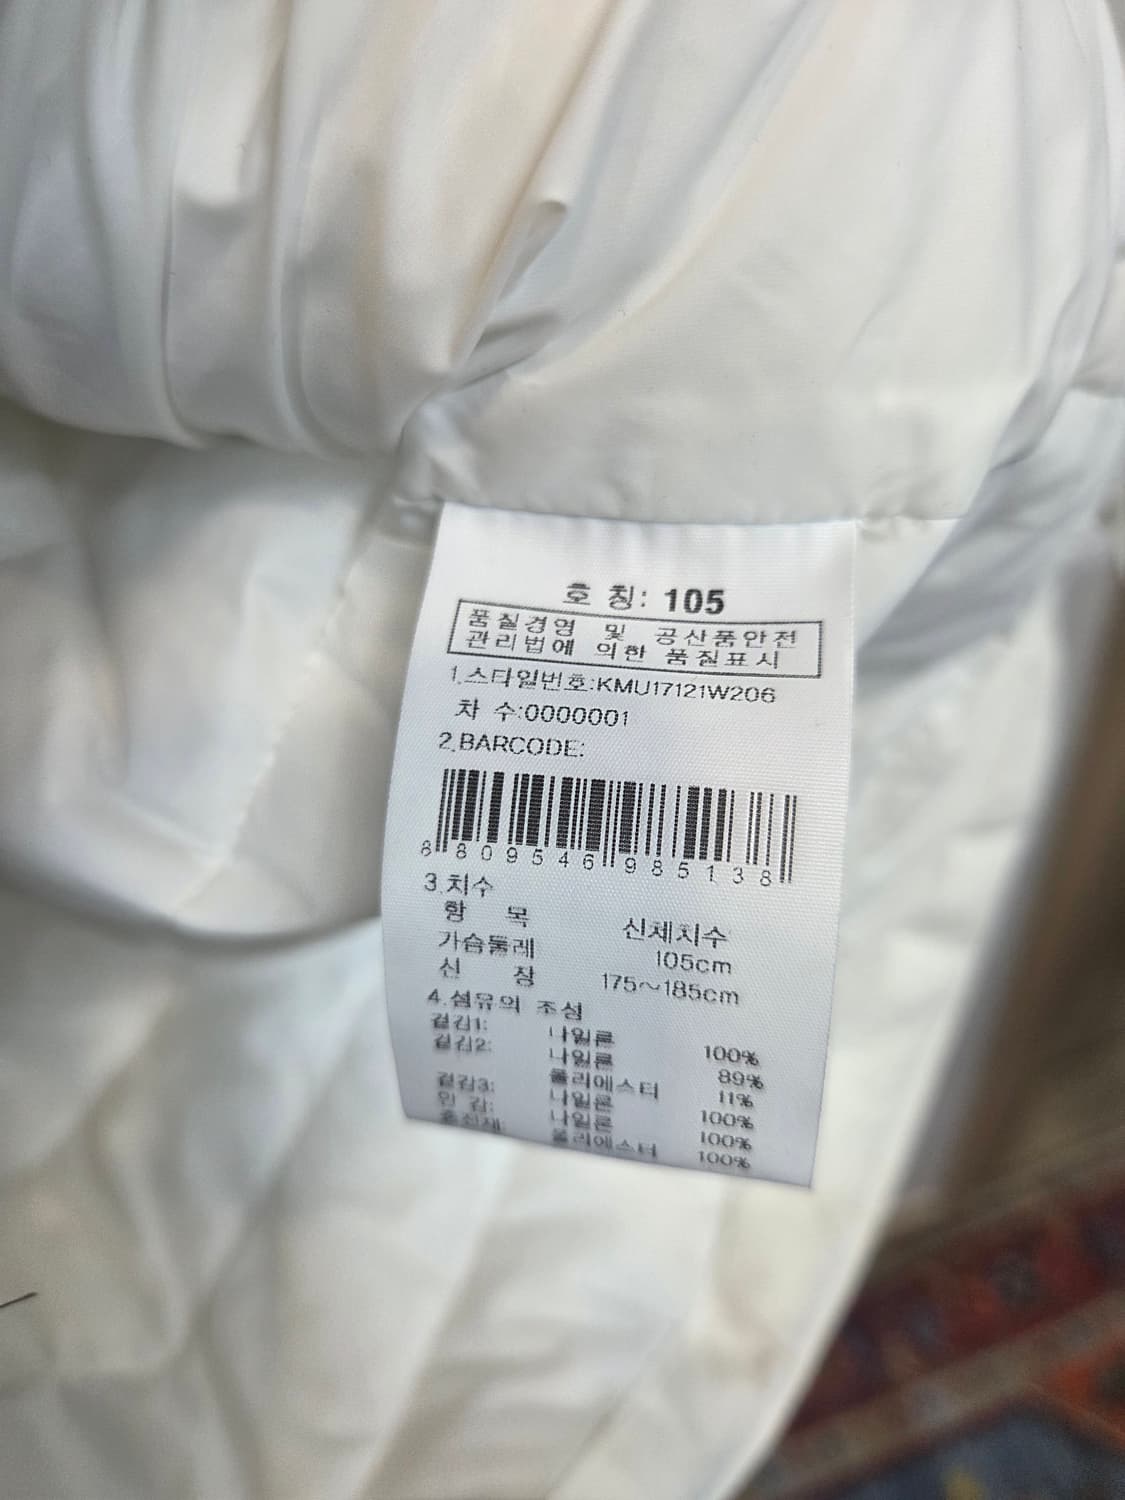 호 칭: 105
품질경영 및 공산품안전
관리법에 의한 품질표시
1.스타일번호:KMU17121W206
차 수:0000001
2.BARCODE:
8 809546 985138
3.치수
항 목 신체치수
가슴둘레 105cm
신 장 175~185cm
4.섬유의 조성
겉감1: 나일론 100%
겉감2: 나일론 89%
폴리에스터 11%
겉감3: 나일론 100%
안 감: 나일론 100%
충전재: 폴리에스터 100%